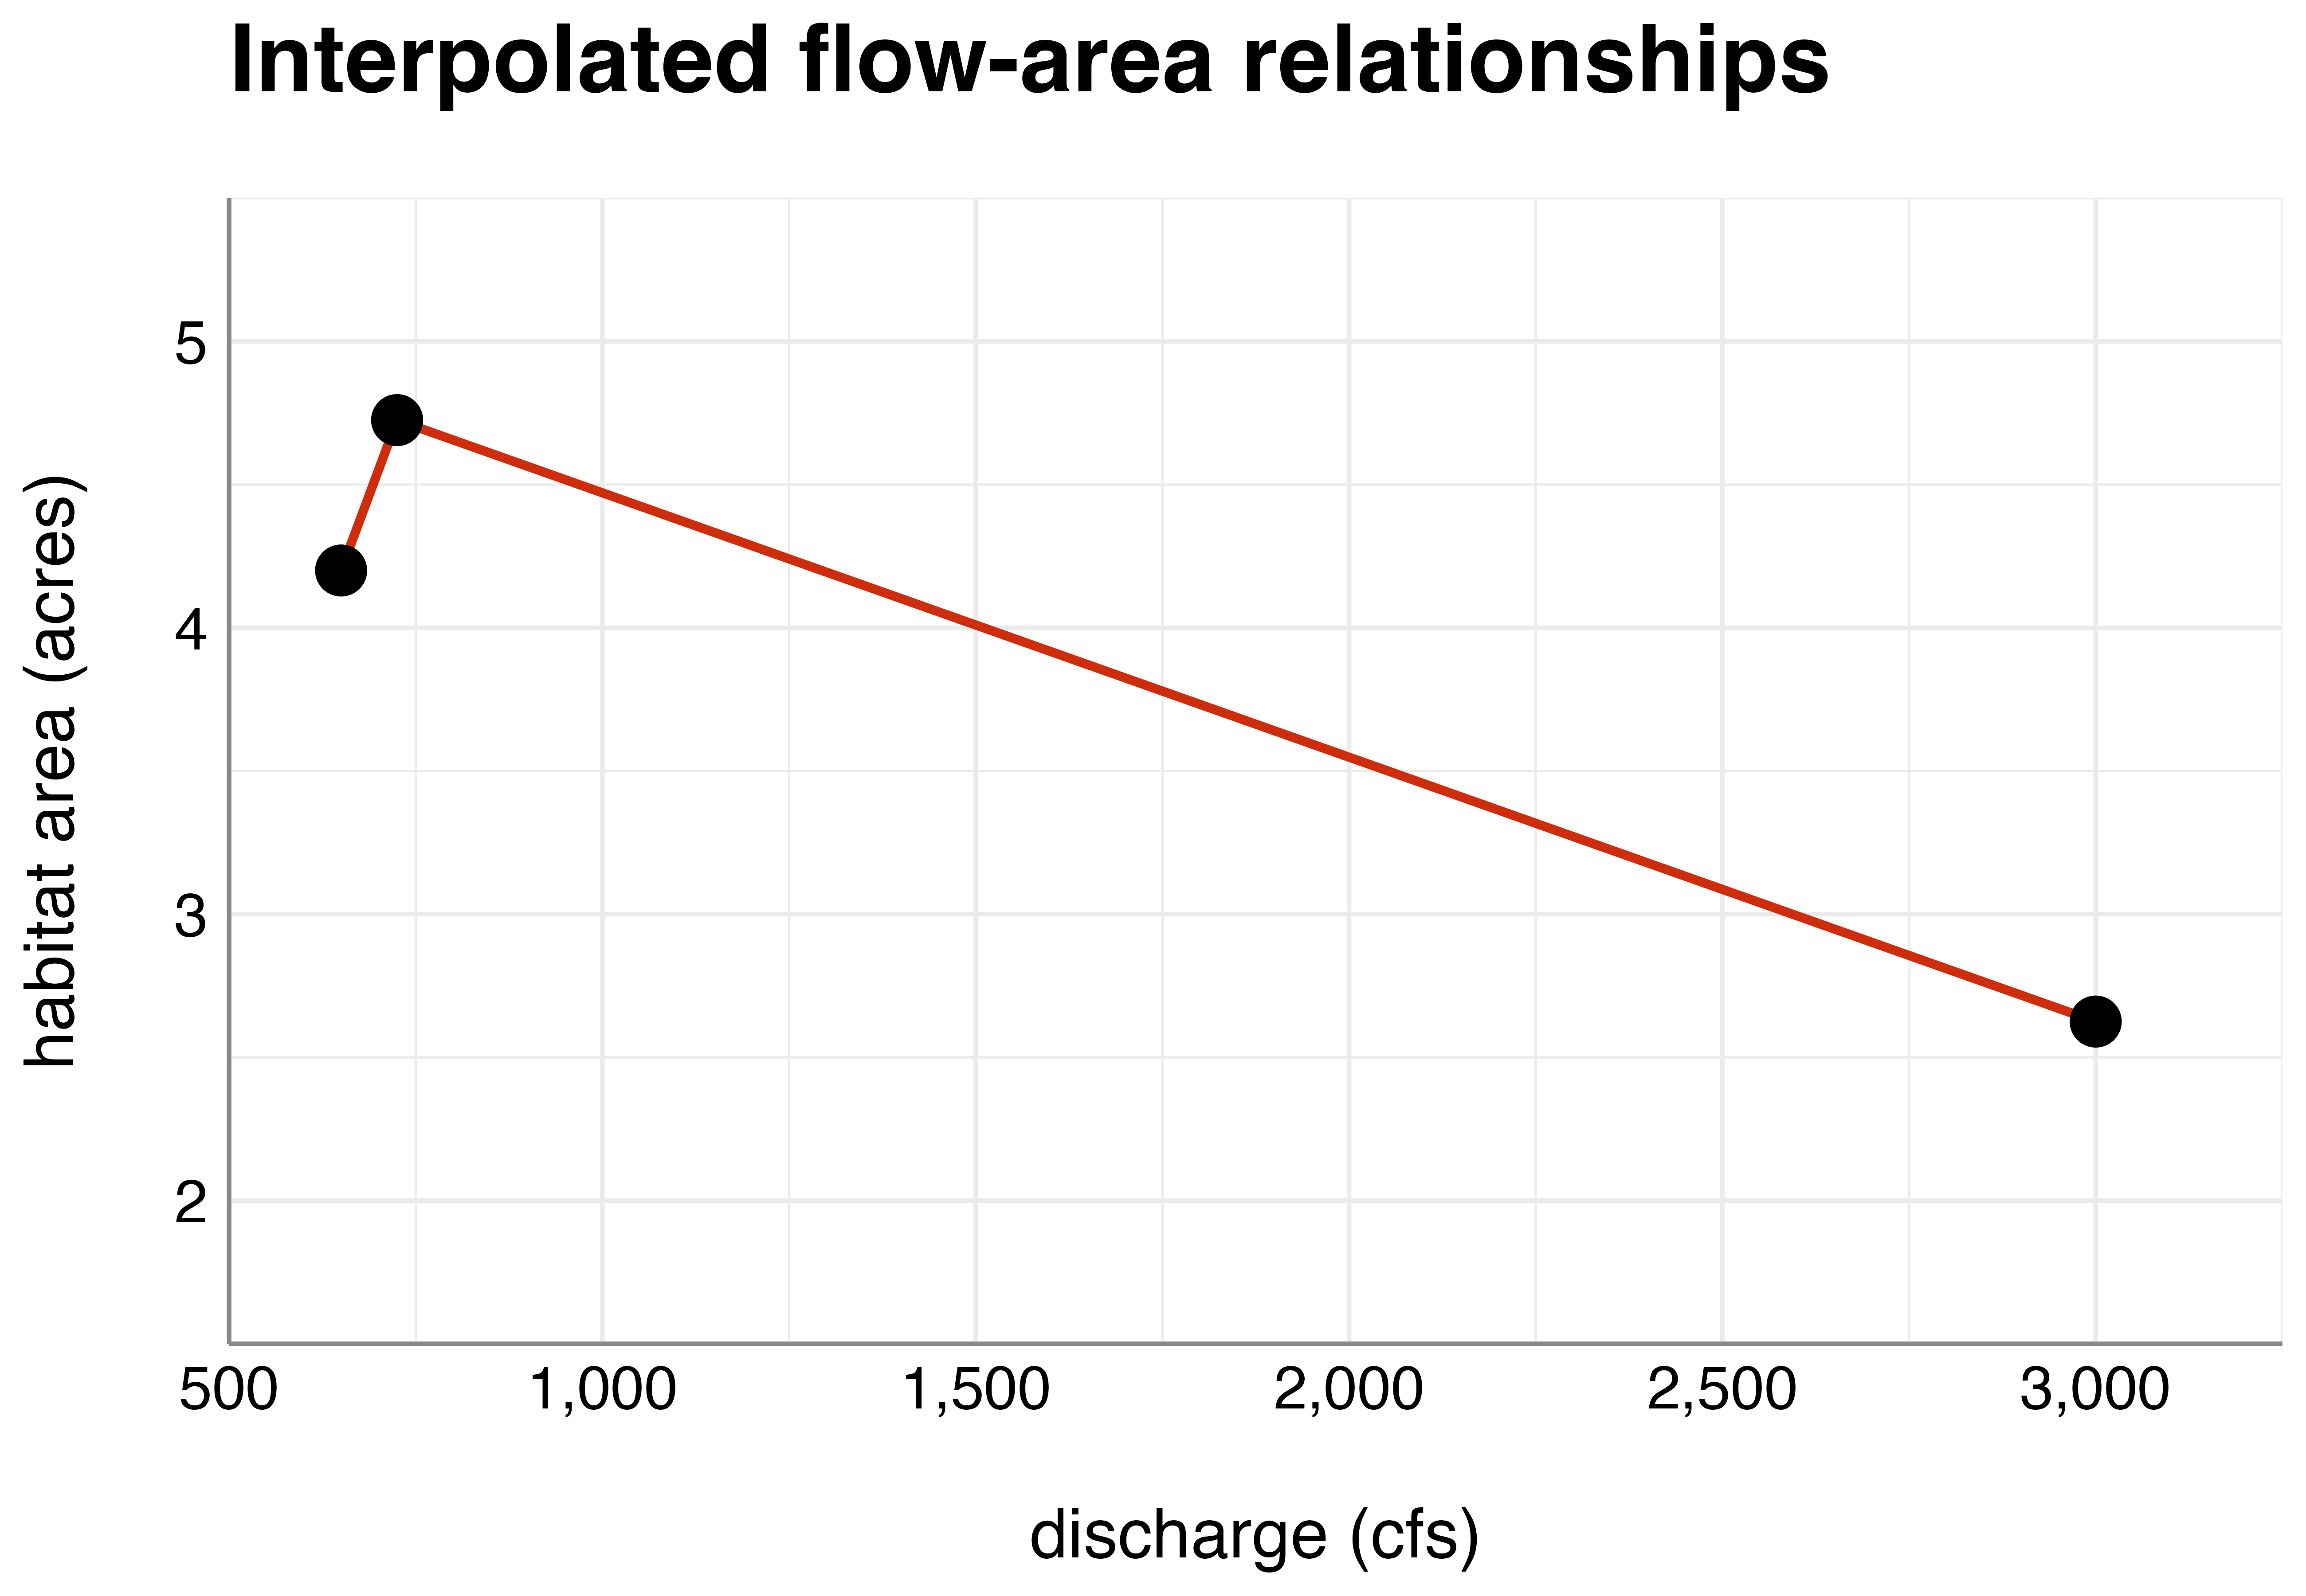 Interpolated flow-area relationships
habitat area (acres)
5
4
3
2
500 1,000 1,500 2,000 2,500 3,000
discharge (cfs)